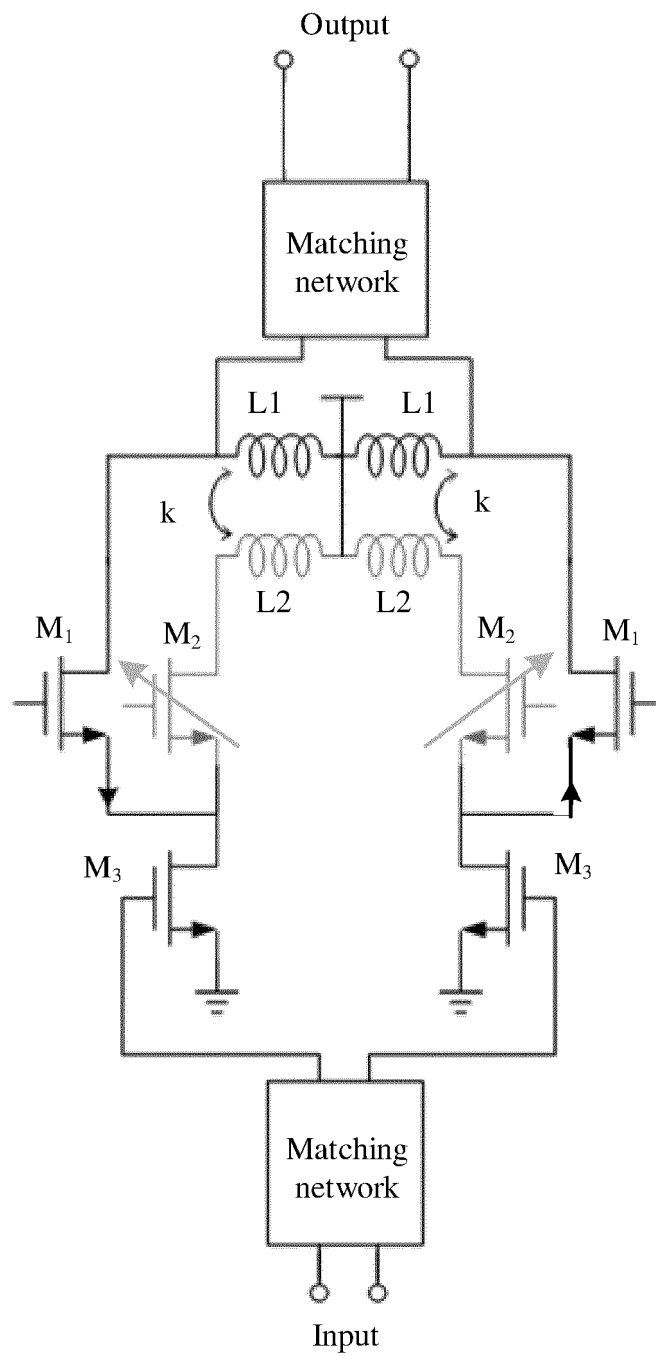 Output
Matching
network
L1 L1
k k
L2 L2
M₁ M₂ M₂ M₁
M₃ M₃
Matching
network
Input